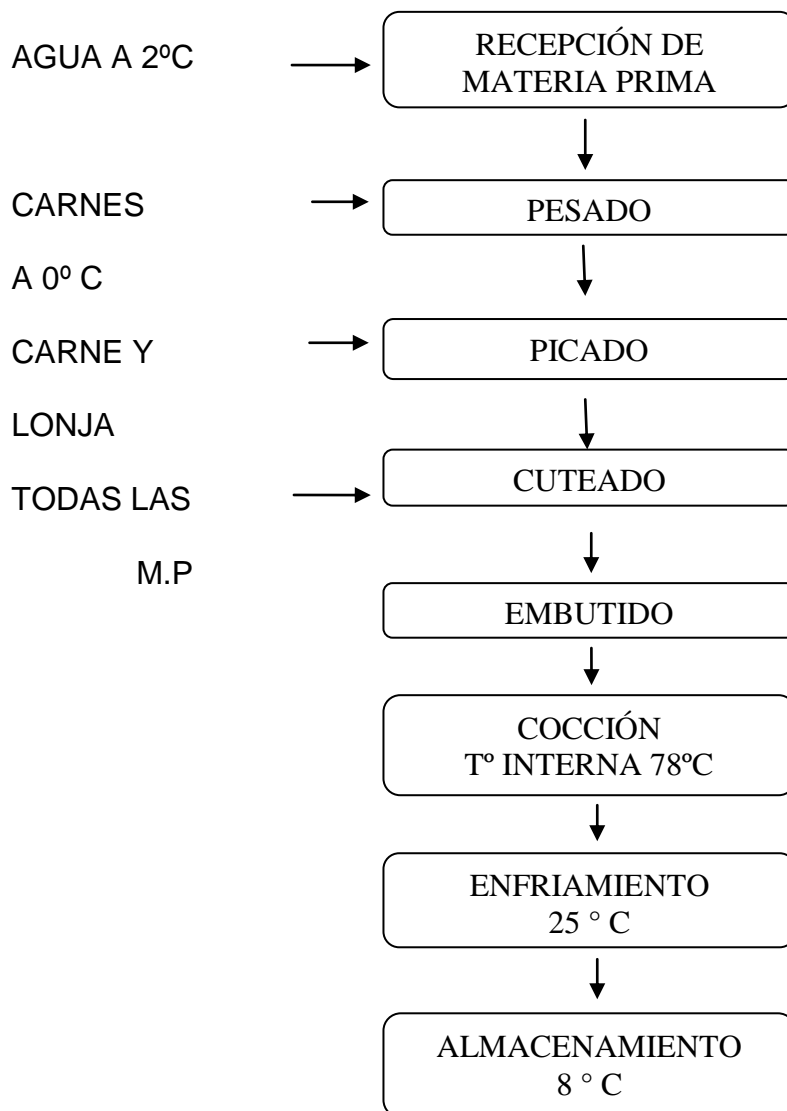 AGUA A 2ºC
RECEPCIÓN DE
MATERIA PRIMA
CARNES
PESADO
A 0º C
CARNE Y
PICADO
LONJA
TODAS LAS
CUTEADO
M.P
EMBUTIDO
COCCIÓN
Tº INTERNA 78ºC
ENFRIAMIENTO
25 ° C
ALMACENAMIENTO
8 ° C